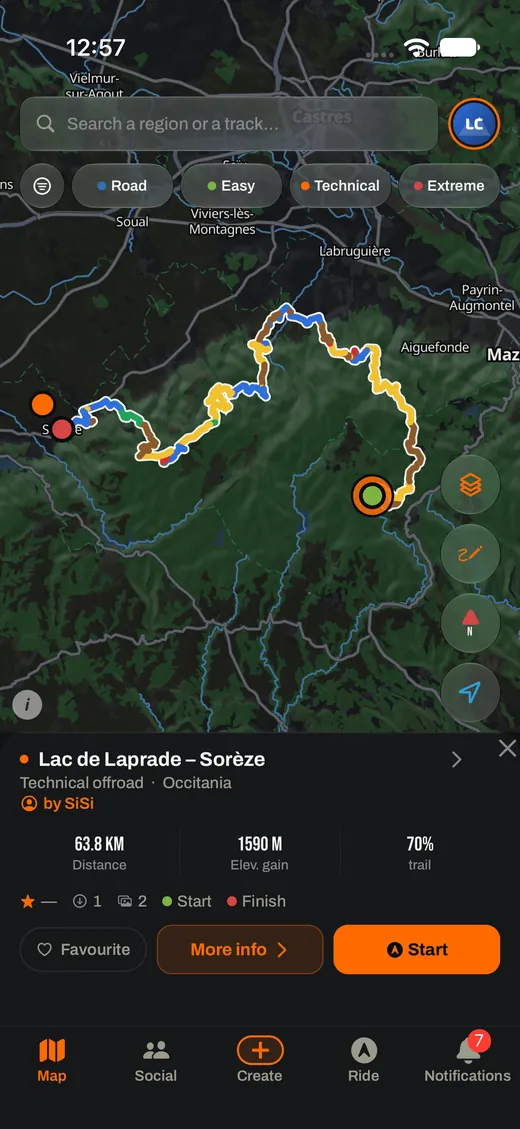 12:57
Vielmur-
sur-Agout
Search a region or a track...
Castres
LC
Road
Easy
Technical
Extreme
Soual
Viviers-lès-
Montagnes
Labruguière
Payrin-
Augmontel
Aiguefonde
Maz
N
i
Lac de Laprade – Sorèze
Technical offroad · Occitania
by SiSi
63.8 KM
1590 M
70%
Distance
Elev. gain
trail
— 1 2 Start Finish
Favourite
More info
Start
7
Map
Social
Create
Ride
Notifications